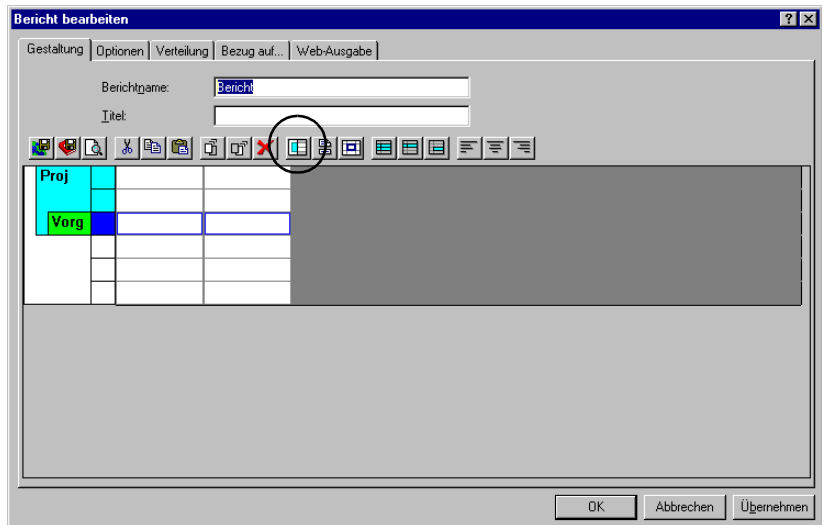 Bericht bearbeiten
Gestaltung Optionen Verteilung Bezug auf... Web-Ausgabe
Berichtname: Bericht
Titel:
Proj
Vorg
OK Abbrechen Übernehmen